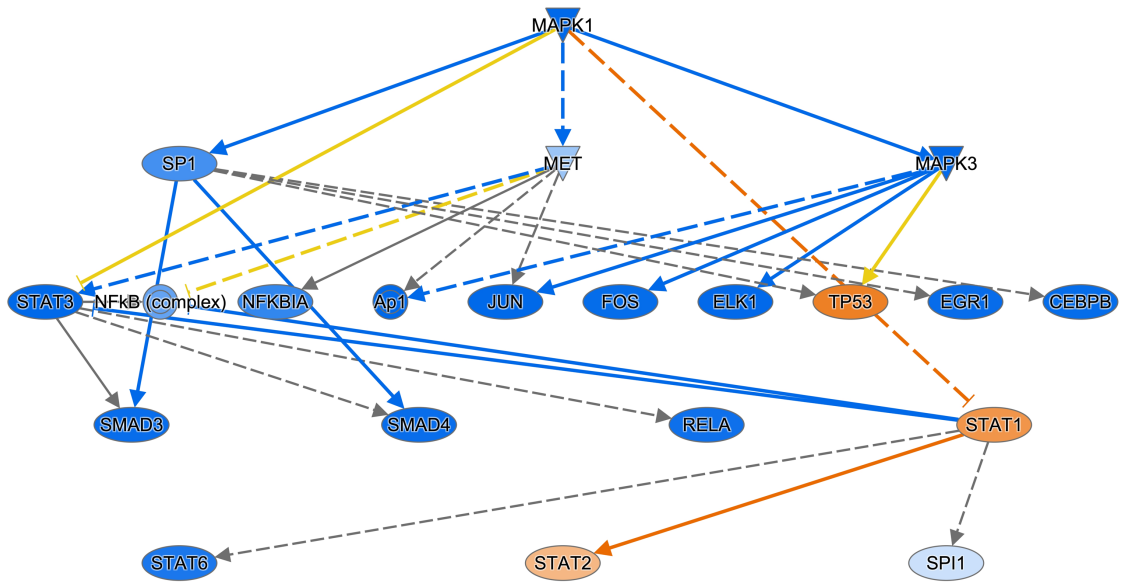 MAPK1
SP1
MET
MAPK3
STAT3
NFkB (complex)
NFKBIA
Ap1
JUN
FOS
ELK1
TP53
EGR1
CEBPB
SMAD3
SMAD4
RELA
STAT1
STAT6
STAT2
SPI1